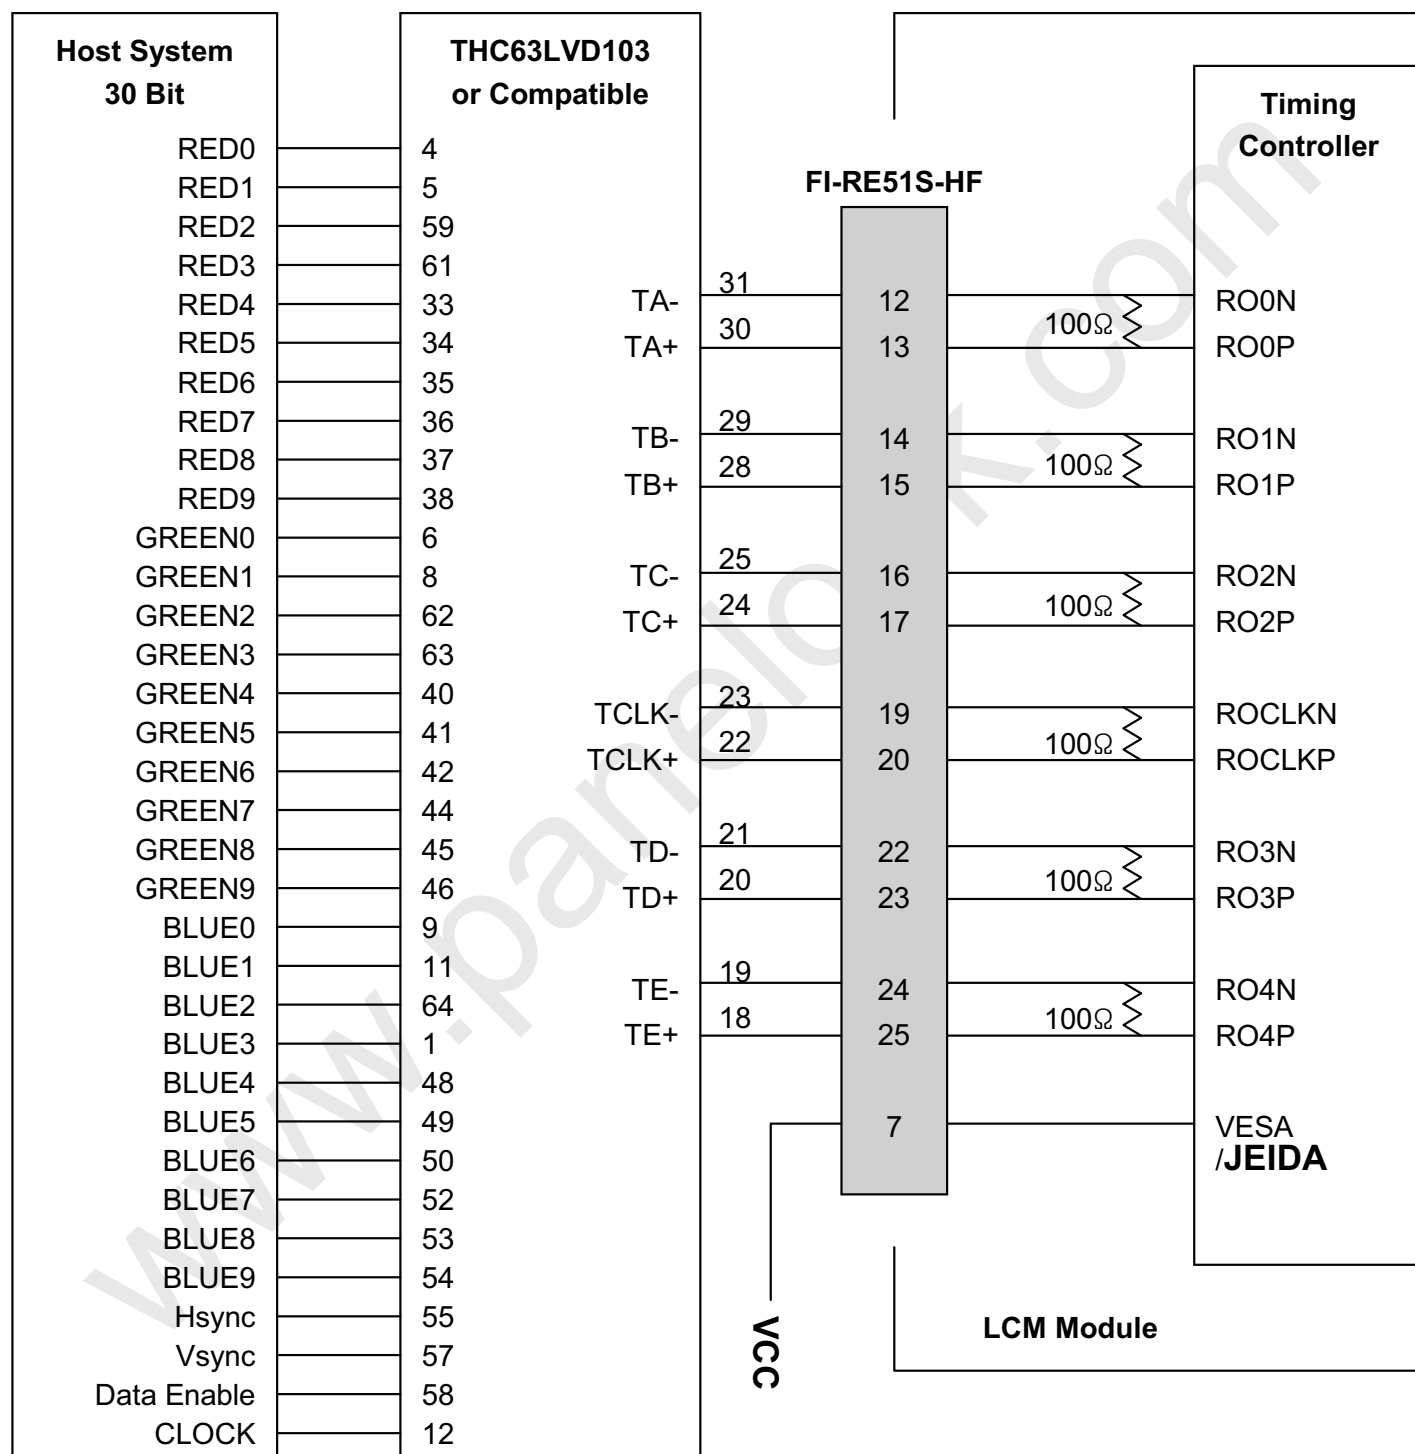 Host System
30 Bit
RED0
RED1
RED2
RED3
RED4
RED5
RED6
RED7
RED8
RED9
GREEN0
GREEN1
GREEN2
GREEN3
GREEN4
GREEN5
GREEN6
GREEN7
GREEN8
GREEN9
BLUE0
BLUE1
BLUE2
BLUE3
BLUE4
BLUE5
BLUE6
BLUE7
BLUE8
BLUE9
Hsync
Vsync
Data Enable
CLOCK
THC63LVD103
or Compatible
4
5
59
61
33
34
35
36
37
38
6
8
62
63
40
41
42
44
45
46
9
11
64
1
48
49
50
52
53
54
55
57
58
12
TA-
TA+
TB-
TB+
TC-
TC+
TCLK-
TCLK+
TD-
TD+
TE-
TE+
31
30
29
28
25
24
23
22
21
20
19
18
VCC
FI-RE51S-HF
12
13
14
15
16
17
19
20
22
23
24
25
7
100Ω
100Ω
100Ω
100Ω
100Ω
100Ω
Timing
Controller
RO0N
RO0P
RO1N
RO1P
RO2N
RO2P
ROCLKN
ROCLKP
RO3N
RO3P
RO4N
RO4P
VESA
/JEIDA
LCM Module